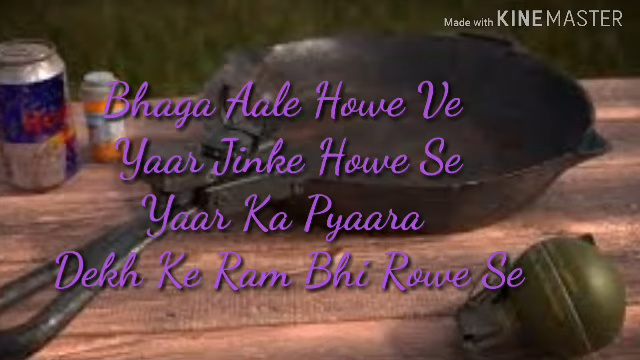 Made with KINEMASTER
Bhaga Aale Howe Ve
Yaar Jinke Howe Se
Yaar Ka Pyaara
Dekh Ke Ram Bhi Rowe Se